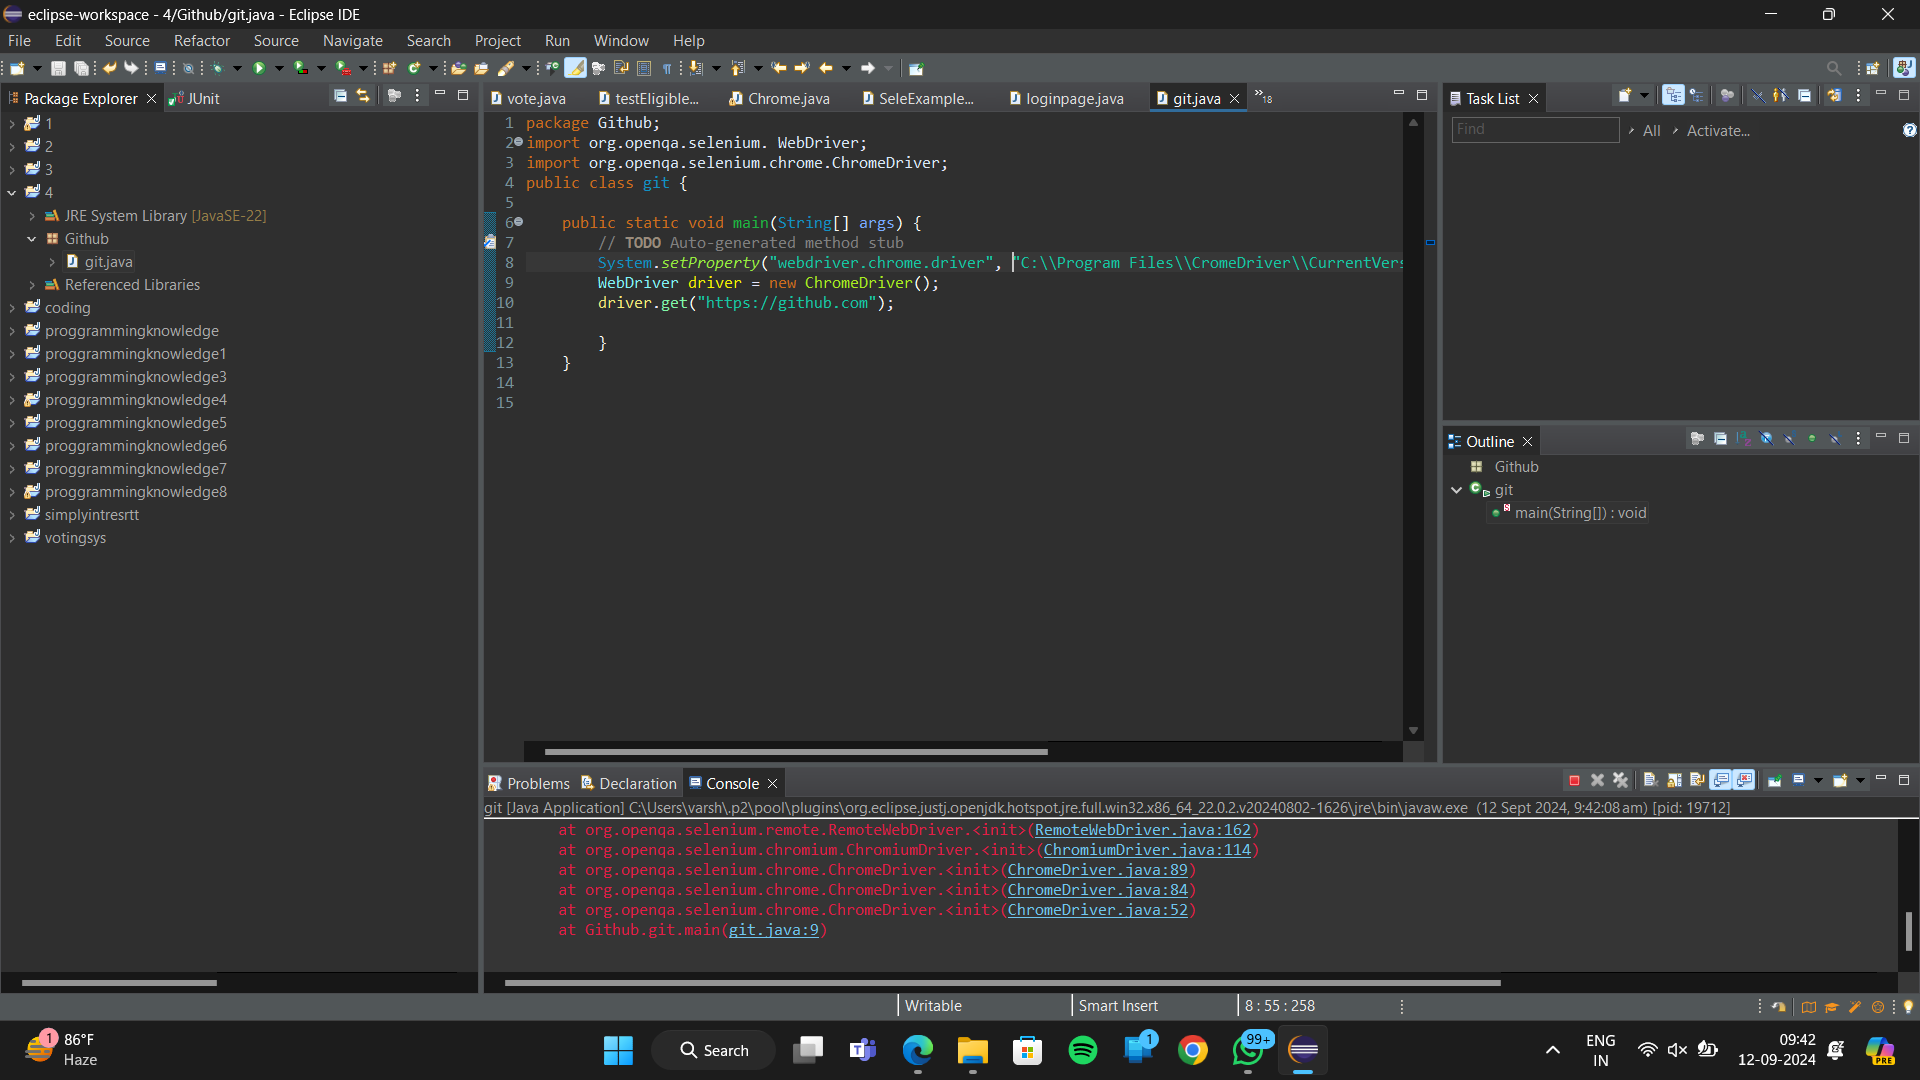 eclipse-workspace - 4/Github/git.java - Eclipse IDE
File Edit Source Refactor Source Navigate Search Project Run Window Help
Package Explorer JUnit
1
2
3
4
JRE System Library [JavaSE-22]
Github
git.java
Referenced Libraries
coding
proggrammingknowledge
proggrammingknowledge1
proggrammingknowledge3
proggrammingknowledge4
proggrammingknowledge5
proggrammingknowledge6
proggrammingknowledge7
proggrammingknowledge8
simplyintresrtt
votingsys
vote.java testEligible... Chrome.java SeleExample... loginpage.java git.java »18
1 package Github;
2 import org.openqa.selenium. WebDriver;
3 import org.openqa.selenium.chrome.ChromeDriver;
4 public class git {
5
6 public static void main(String[] args) {
7 // TODO Auto-generated method stub
8 System.setProperty("webdriver.chrome.driver", "C:\\Program Files\\CromeDriver\\CurrentVers
9 WebDriver driver = new ChromeDriver();
10 driver.get("https://github.com");
11
12 }
13 }
14
15
Task List
Find All Activate...
Outline
Github
git
main(String[]) : void
Problems Declaration Console
git [Java Application] C:\Users\varsh\.p2\pool\plugins\org.eclipse.justj.openjdk.hotspot.jre.full.win32.x86_64_22.0.2.v20240802-1626\jre\bin\javaw.exe (12 Sept 2024, 9:42:08 am) [pid: 19712]
at org.openqa.selenium.remote.RemoteWebDriver.<init>(RemoteWebDriver.java:162)
at org.openqa.selenium.chromium.ChromiumDriver.<init>(ChromiumDriver.java:114)
at org.openqa.selenium.chrome.ChromeDriver.<init>(ChromeDriver.java:89)
at org.openqa.selenium.chrome.ChromeDriver.<init>(ChromeDriver.java:84)
at org.openqa.selenium.chrome.ChromeDriver.<init>(ChromeDriver.java:52)
at Github.git.main(git.java:9)
Writable Smart Insert 8 : 55 : 258
1 86°F
Haze
Search
1
99+
PRE
ENG
IN
09:42
12-09-2024